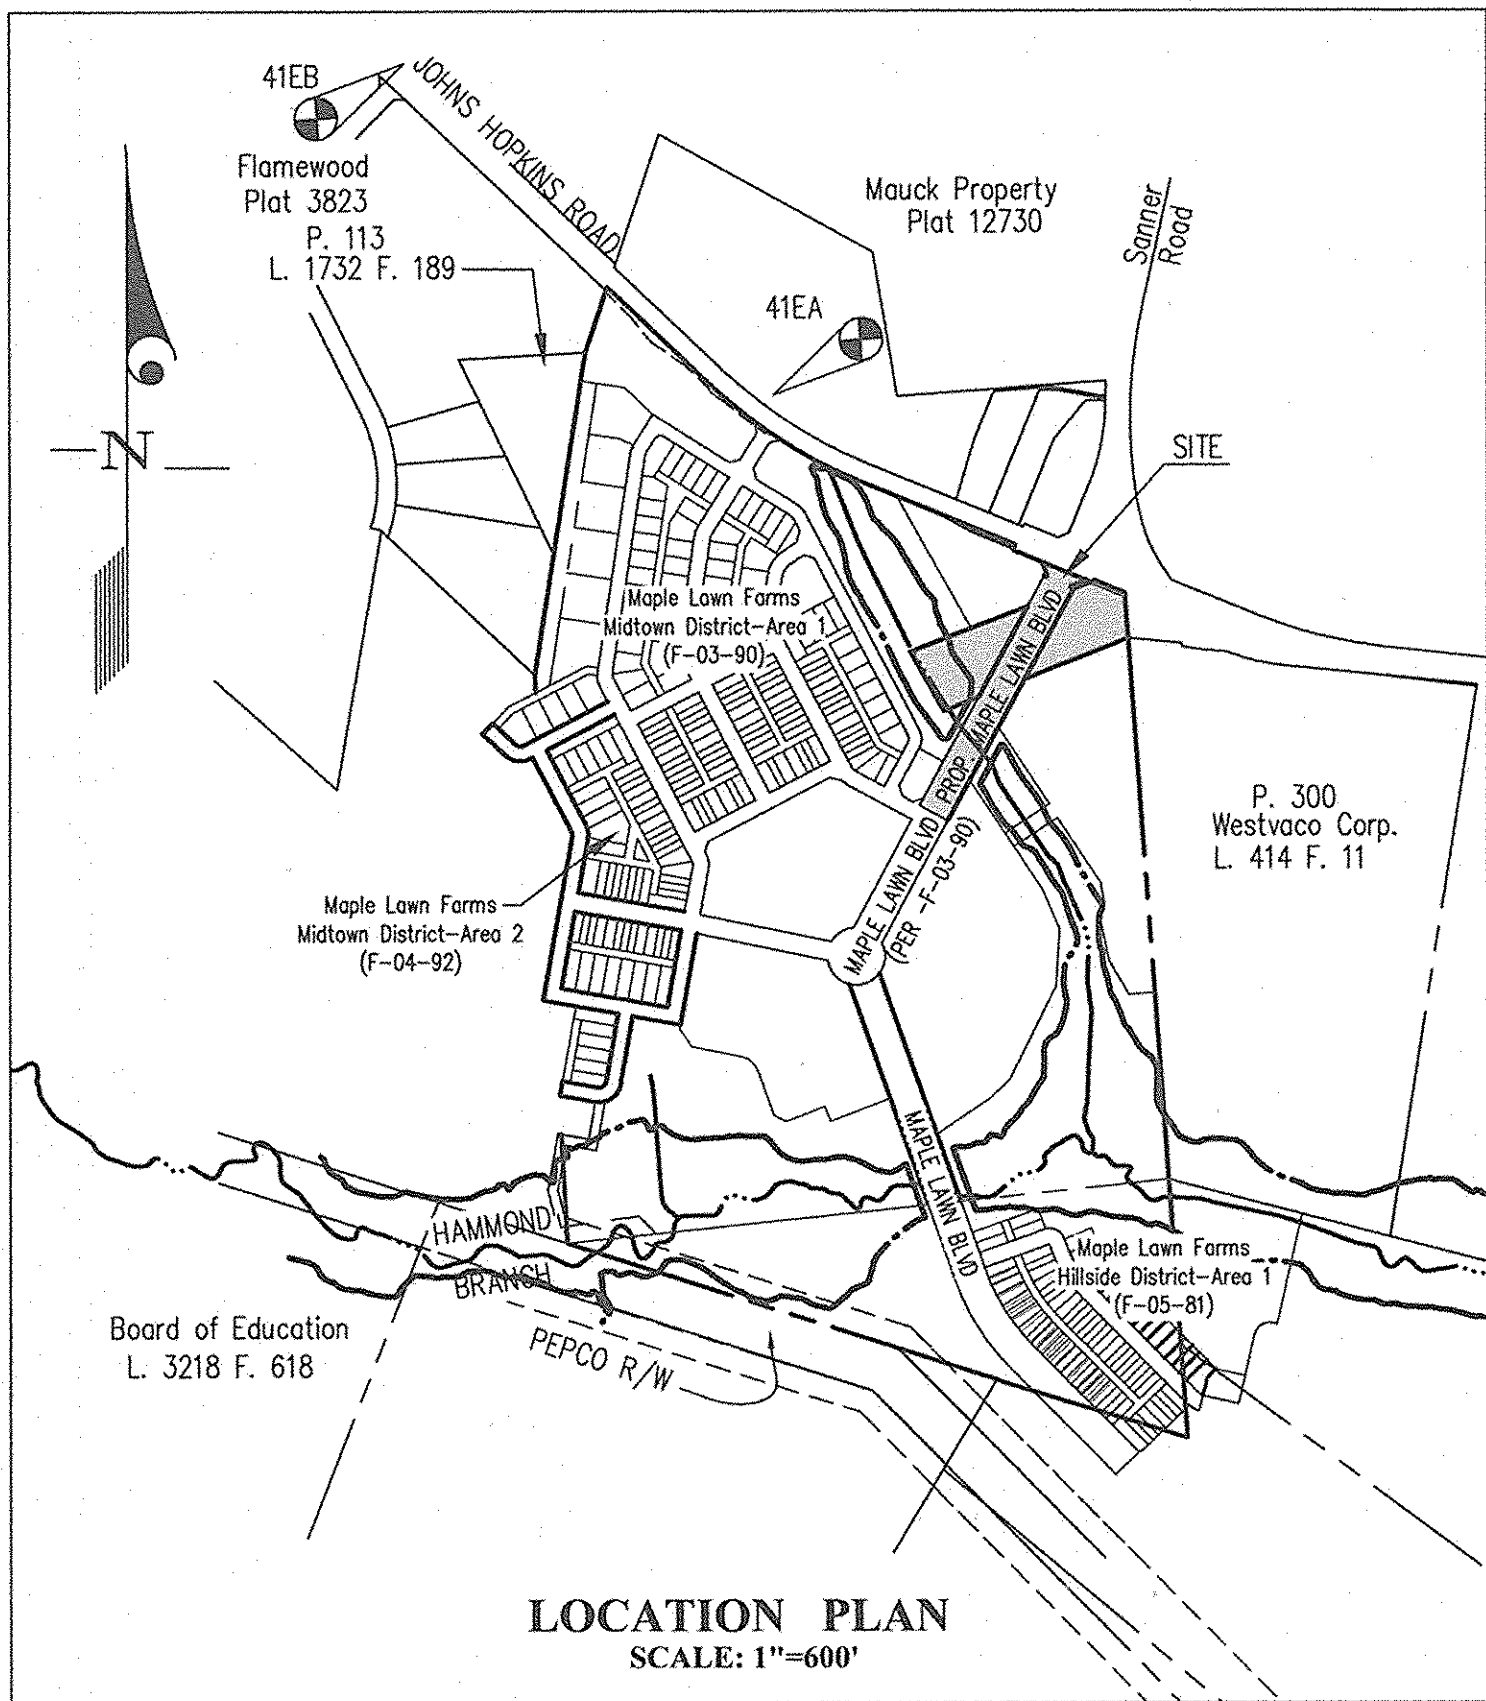 41EB
JOHNS HOPKINS ROAD
Flamewood
Plat 3823
P. 113
L. 1732 F. 189
Mauck Property
Plat 12730
Sanner
Road
41EA
SITE
N
Maple Lawn Farms
Midtown District-Area 1
(F-03-90)
PROP. MAPLE LAWN BLVD
P. 300
Westvaco Corp.
L. 414 F. 11
MAPLE LAWN BLVD
(PER -F-03-90)
Maple Lawn Farms
Midtown District-Area 2
(F-04-92)
MAPLE LAWN BLVD
MAPLE LAWN BLVD
HAMMOND
BRANCH
Maple Lawn Farms
Hillside District-Area 1
(F-05-81)
Board of Education
L. 3218 F. 618
PEPCO R/W
LOCATION PLAN
SCALE: 1"=600'